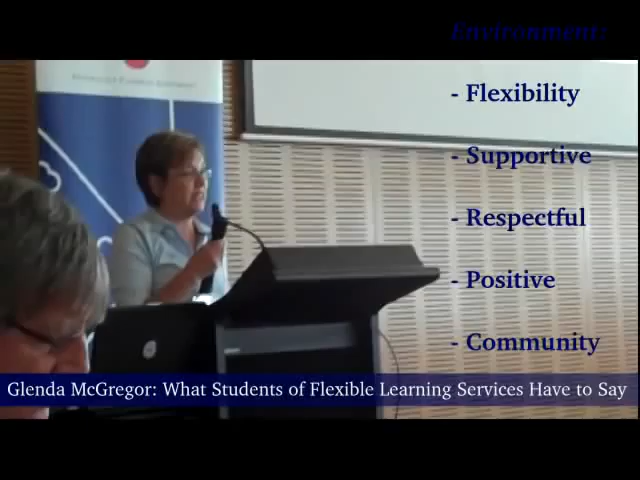 Environment:
- Flexibility
- Supportive
- Respectful
- Positive
- Community
Glenda McGregor: What Students of Flexible Learning Services Have to Say